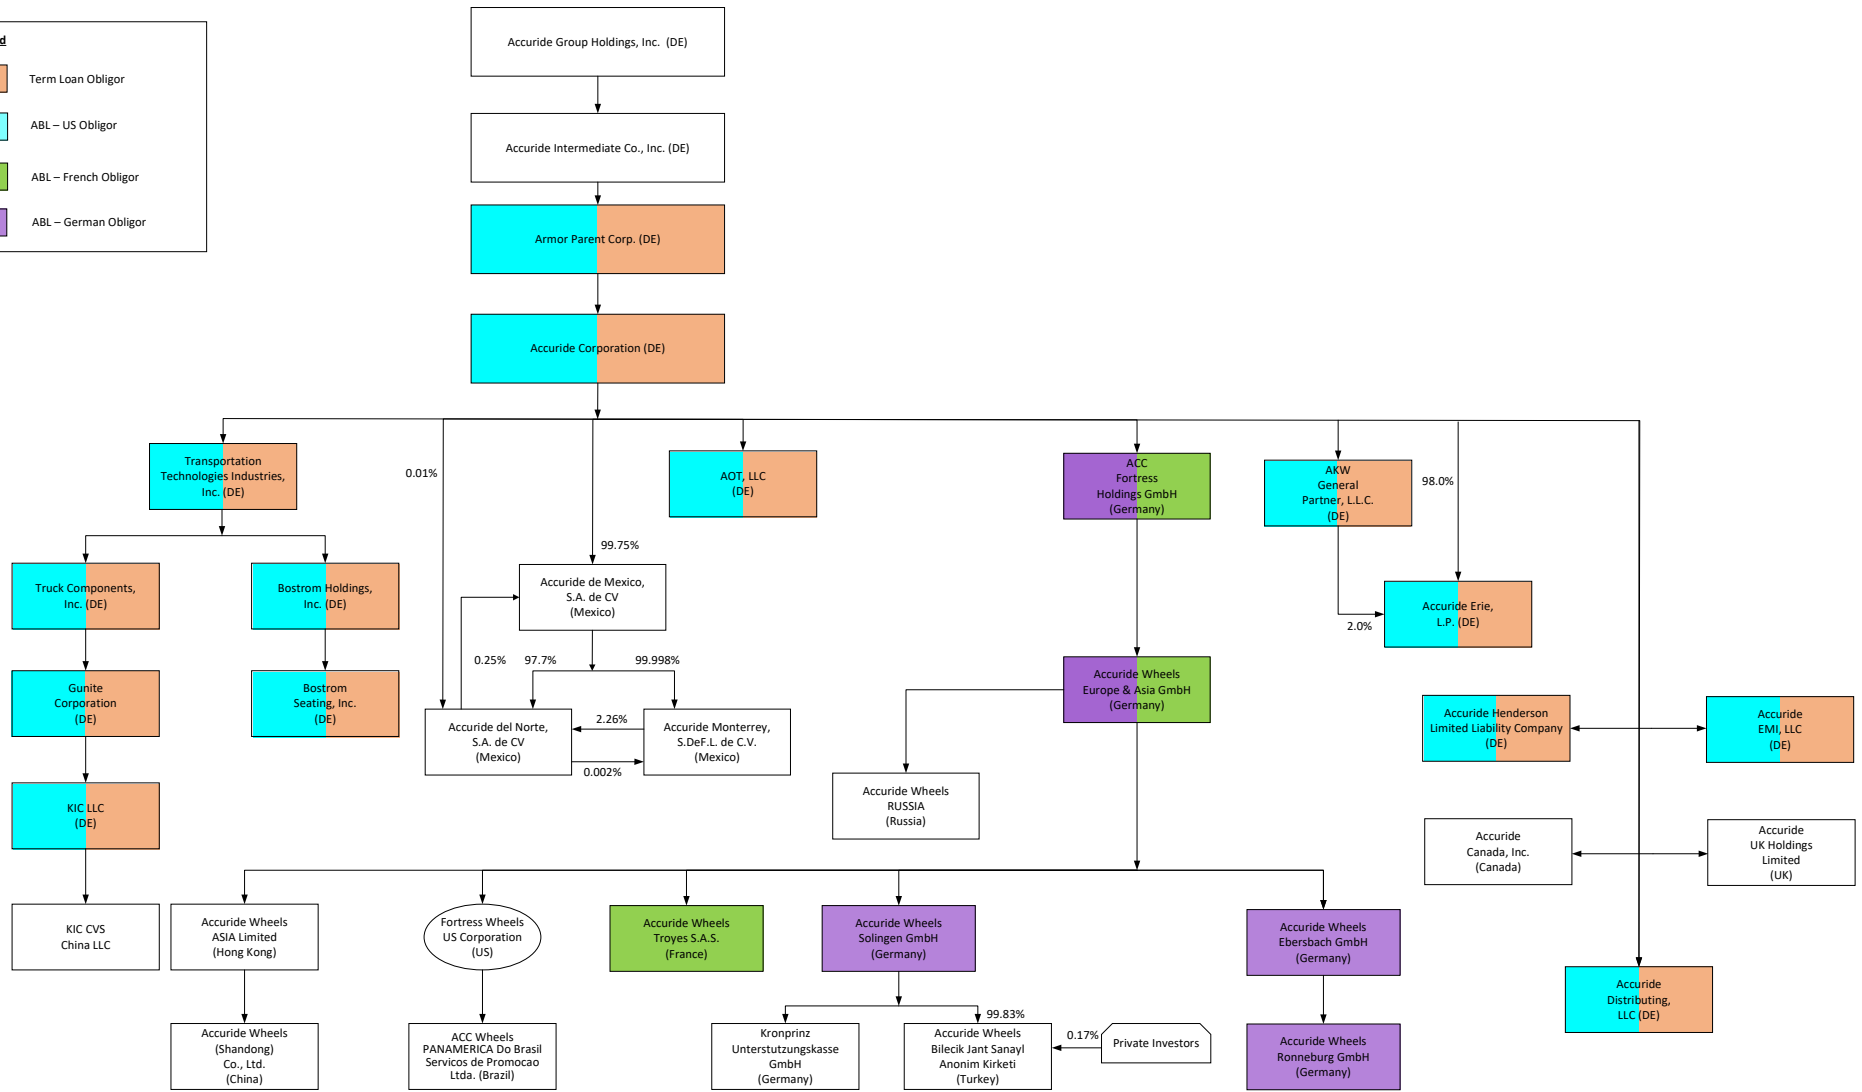 d
Term Loan Obligor
ABL – US Obligor
ABL – French Obligor
ABL – German Obligor
Accuride Group Holdings, Inc. (DE)
Accuride Intermediate Co., Inc. (DE)
Armor Parent Corp. (DE)
Accuride Corporation (DE)
Transportation
Technologies Industries,
Inc. (DE)
0.01%
99.75%
AOT, LLC
(DE)
ACC
Fortress
Holdings GmbH
(Germany)
AKW
General
Partner, L.L.C.
(DE)
98.0%
Truck Components,
Inc. (DE)
Bostrom Holdings,
Inc. (DE)
Accuride de Mexico,
S.A. de CV
(Mexico)
Accuride Erie,
L.P. (DE)
2.0%
Gunite
Corporation
(DE)
Bostrom
Seating, Inc.
(DE)
0.25%
97.7%
99.998%
Accuride del Norte,
S.A. de CV
(Mexico)
2.26%
0.002%
Accuride Monterrey,
S.DeF.L. de C.V.
(Mexico)
Accuride Wheels
Europe & Asia GmbH
(Germany)
Accuride Henderson
Limited Liability Company
(DE)
Accuride
EMI, LLC
(DE)
KIC LLC
(DE)
Accuride Wheels
RUSSIA
(Russia)
Accuride
Canada, Inc.
(Canada)
Accuride
UK Holdings
Limited
(UK)
KIC CVS
China LLC
Accuride Wheels
ASIA Limited
(Hong Kong)
Fortress Wheels
US Corporation
(US)
Accuride Wheels
Troyes S.A.S.
(France)
Accuride Wheels
Solingen GmbH
(Germany)
Accuride Wheels
Ebersbach GmbH
(Germany)
Accuride
Distributing,
LLC (DE)
Accuride Wheels
(Shandong)
Co., Ltd.
(China)
ACC Wheels
PANAMERICA Do Brasil
Servicos de Promocao
Ltda. (Brazil)
Kronprinz
Unterstutzungskasse
GmbH
(Germany)
99.83%
Accuride Wheels
Bilecik Jant Sanayl
Anonim Kirketi
(Turkey)
0.17%
Private Investors
Accuride Wheels
Ronneburg GmbH
(Germany)